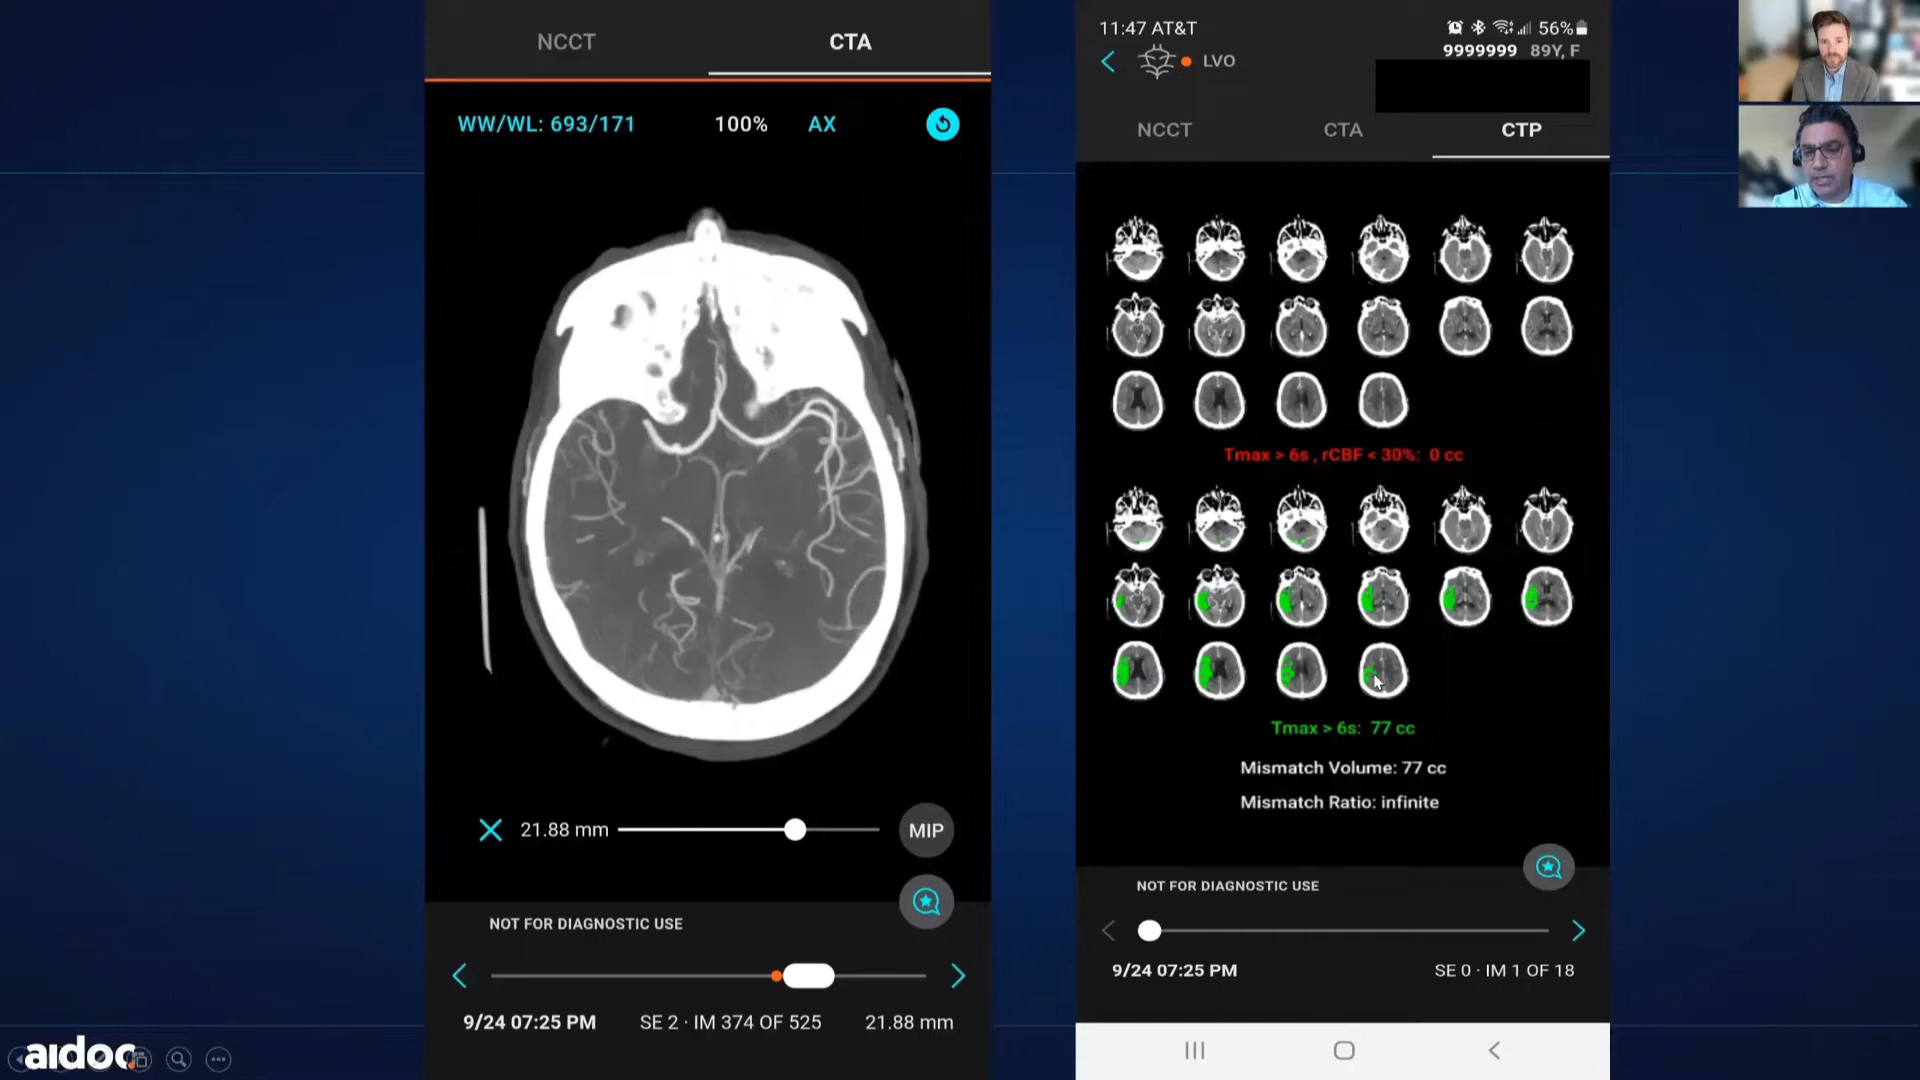 NCCT CTA
WW/WL: 693/171 100% AX
21.88 mm MIP
NOT FOR DIAGNOSTIC USE
9/24 07:25 PM SE 2 · IM 374 OF 525 21.88 mm
11:47 AT&T 56%
9999999 89Y, F
LVO
NCCT CTA CTP
Tmax > 6s , rCBF < 30%: 0 cc
Tmax > 6s: 77 cc
Mismatch Volume: 77 cc
Mismatch Ratio: infinite
NOT FOR DIAGNOSTIC USE
9/24 07:25 PM SE 0 · IM 1 OF 18
aidoc